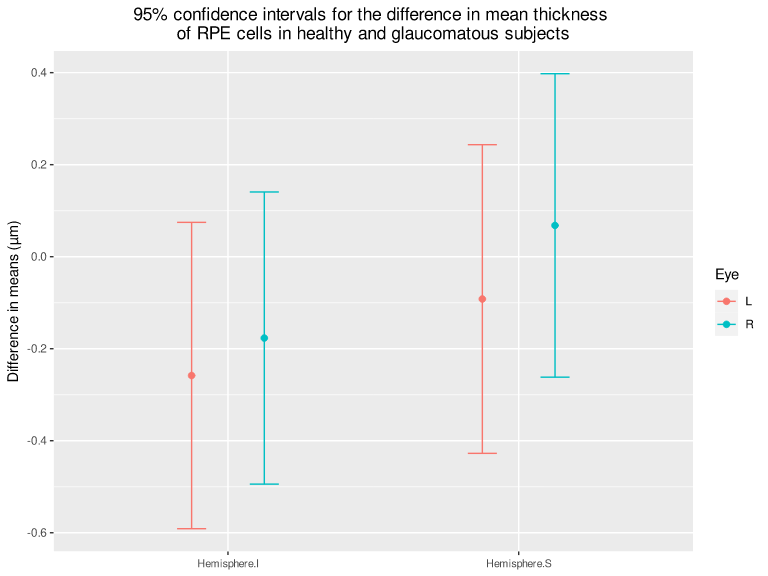 95% confidence intervals for the difference in mean thickness
of RPE cells in healthy and glaucomatous subjects
Difference in means (µm)
0.4
0.2
0.0
-0.2
-0.4
-0.6
Hemisphere.I
Hemisphere.S
Eye
L
R